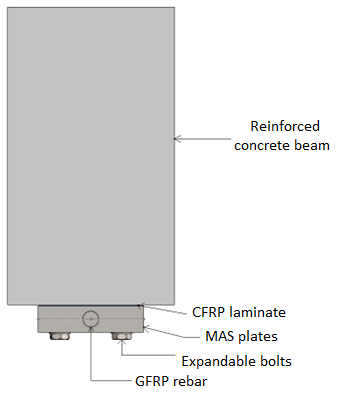 Reinforced
concrete beam
CFRP laminate
MAS plates
Expandable bolts
GFRP rebar